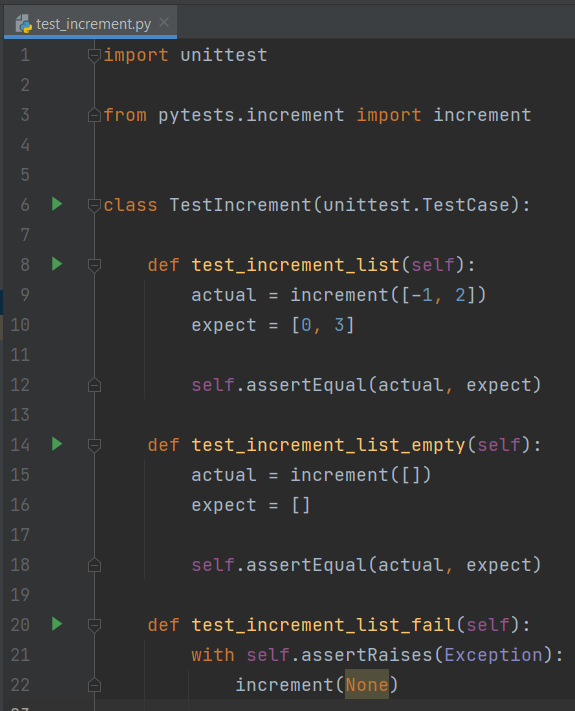 test_increment.py
1 import unittest
2
3 from pytests.increment import increment
4
5
6 class TestIncrement(unittest.TestCase):
7
8 def test_increment_list(self):
9 actual = increment([-1, 2])
10 expect = [0, 3]
11
12 self.assertEqual(actual, expect)
13
14 def test_increment_list_empty(self):
15 actual = increment([])
16 expect = []
17
18 self.assertEqual(actual, expect)
19
20 def test_increment_list_fail(self):
21 with self.assertRaises(Exception):
22 increment(None)